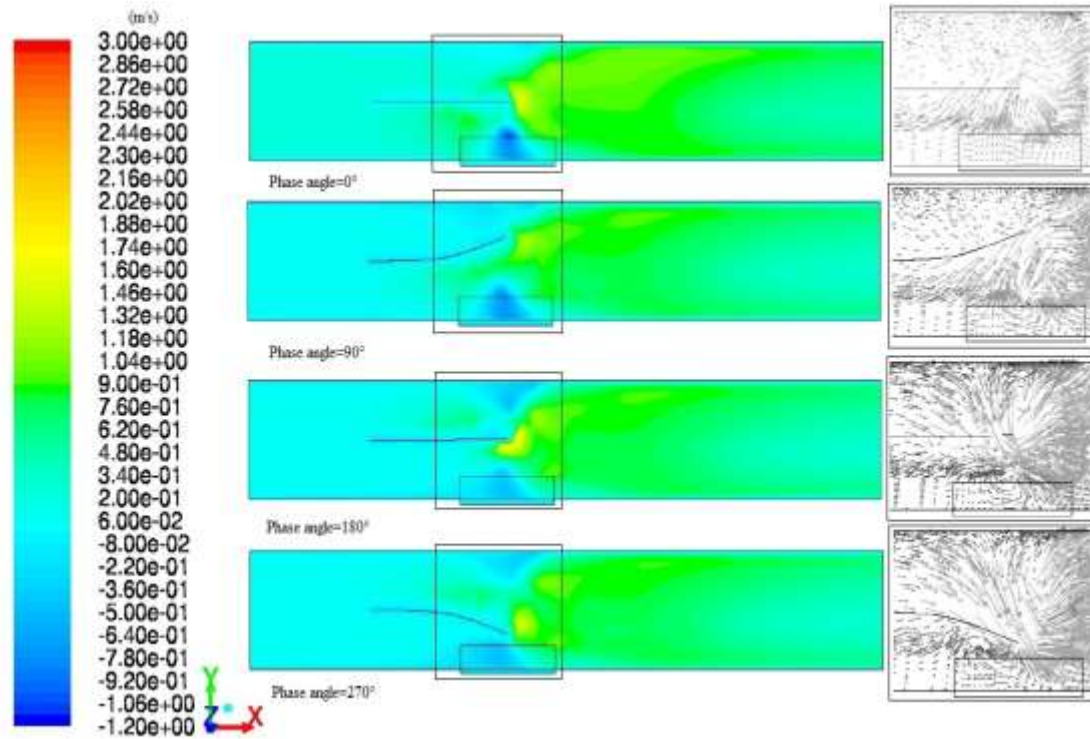 (m/s)
3.00e+00
2.86e+00
2.72e+00
2.58e+00
2.44e+00
2.30e+00
2.16e+00
2.02e+00
1.88e+00
1.74e+00
1.60e+00
1.46e+00
1.32e+00
1.18e+00
1.04e+00
9.00e-01
7.60e-01
6.20e-01
4.80e-01
3.40e-01
2.00e-01
6.00e-02
-8.00e-02
-2.20e-01
-3.60e-01
-5.00e-01
-6.40e-01
-7.80e-01
-9.20e-01
-1.06e+00
-1.20e+00
Y
Z
X
Phase angle=0°
Phase angle=90°
Phase angle=180°
Phase angle=270°